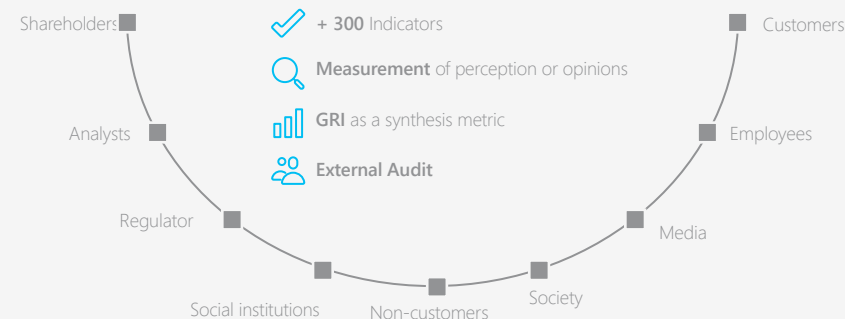 Shareholders
+ 300 Indicators
Customers
Measurement of perception or opinions
GRI as a synthesis metric
Analysts
Employees
External Audit
Regulator
Media
Social institutions
Non-customers
Society